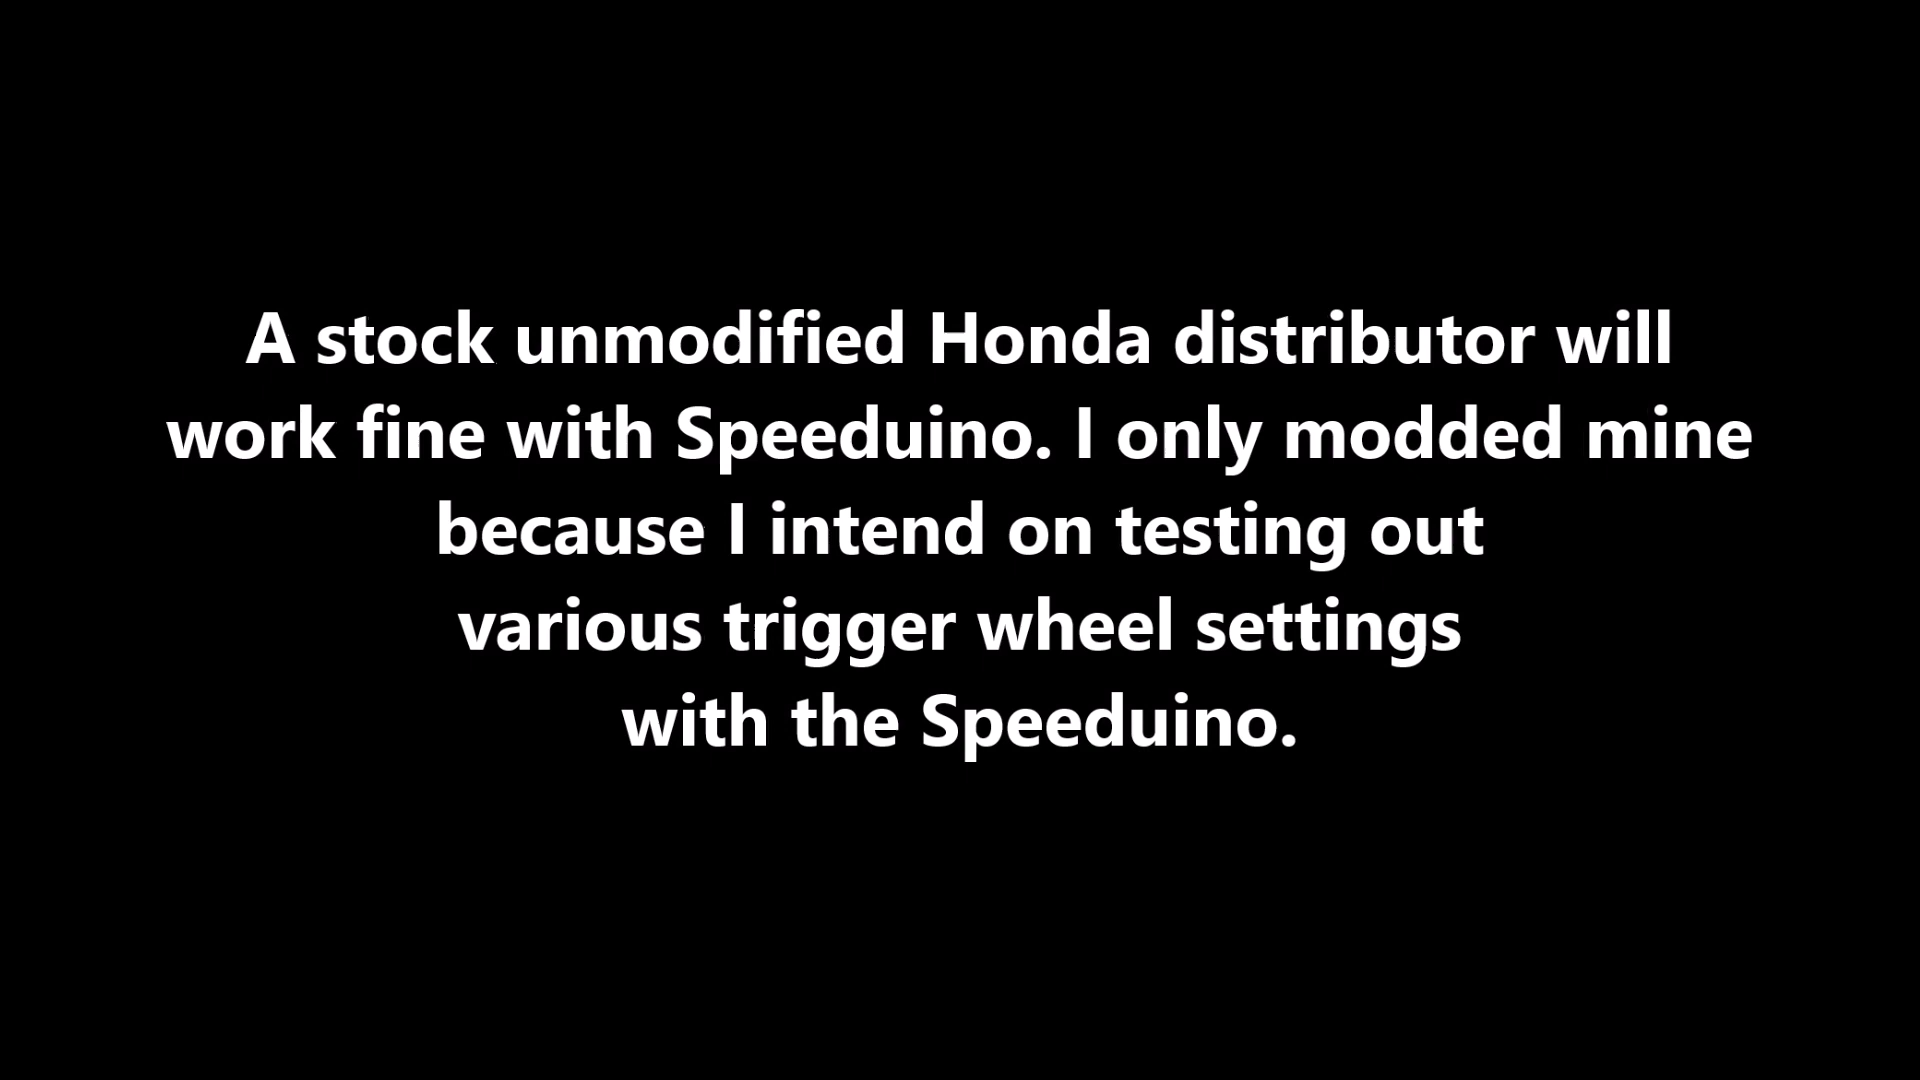 A stock unmodified Honda distributor will
work fine with Speeduino. I only modded mine
because I intend on testing out
various trigger wheel settings
with the Speeduino.